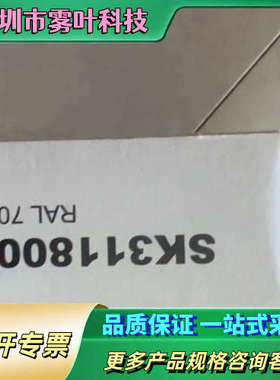 圳市雾叶科技
SK311800
RAL 70
开专票
品质保证 一站式采
更多产品规格咨询客